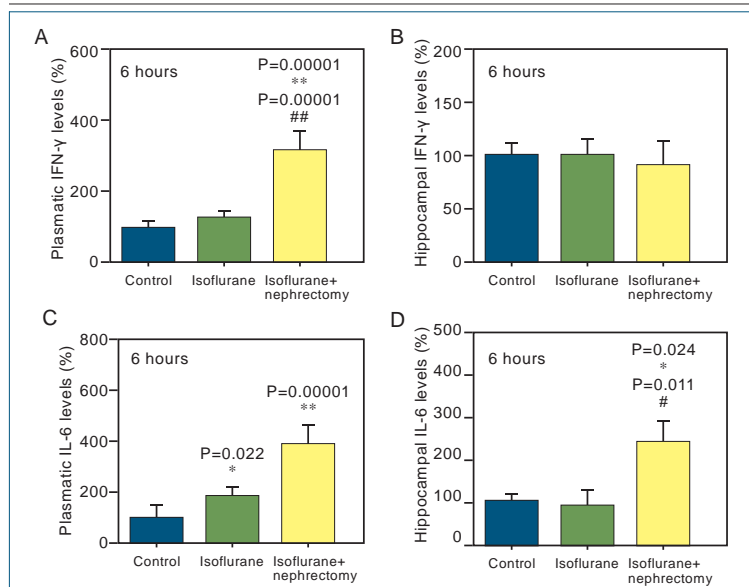 A
Plasmatic IFN-γ levels (%)
600
400
200
0
6 hours
P=0.00001
**
P=0.00001
##
Control
Isoflurane
Isoflurane+
nephrectomy
B
Hippocampal IFN-γ levels (%)
200
150
100
50
0
6 hours
Control
Isoflurane
Isoflurane+
nephrectomy
C
Plasmatic IL-6 levels (%)
800
600
400
200
0
6 hours
P=0.022
*
P=0.00001
**
Control
Isoflurane
Isoflurane+
nephrectomy
D
Hippocampal IL-6 levels (%)
500
400
300
200
100
0
6 hours
P=0.024
*
P=0.011
#
Control
Isoflurane
Isoflurane+
nephrectomy